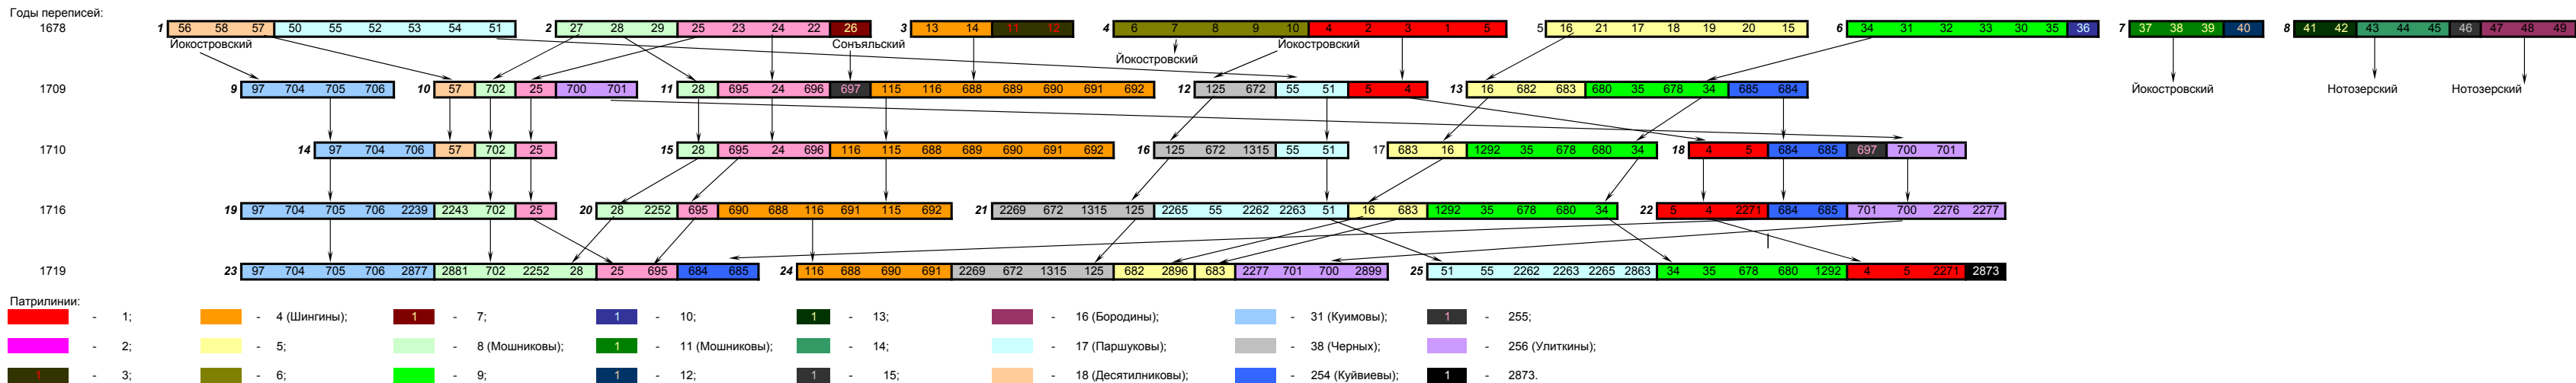 Годы переписей:
1678 1 56 58 57 50 55 52 53 54 51 2 27 28 29 25 23 24 22 26 3 13 14 11 12 4 6 7 8 9 10 4 2 3 1 5 5 16 21 17 18 19 20 15 6 34 31 32 33 30 35 36 7 37 38 39 40 8 41 42 43 44 45 46 47 48 49
Йокостровский Сонъяльский Йокостровский
Йокостровский
1709 9 97 704 705 706 10 57 702 25 700 701 11 28 695 24 696 697 115 116 688 689 690 691 692 12 125 672 55 51 5 4 13 16 682 683 680 35 678 34 685 684 Йокостровский Нотозерский Нотозерский
1710 14 97 704 706 57 702 25 15 28 695 24 696 116 115 688 689 690 691 692 16 125 672 1315 55 51 17 683 16 1292 35 678 680 34 18 4 5 684 685 697 700 701
1716 19 97 704 705 706 2239 2243 702 25 20 28 2252 695 690 688 116 691 115 692 21 2269 672 1315 125 2265 55 2262 2263 51 16 683 1292 35 678 680 34 22 5 4 2271 684 685 701 700 2276 2277
1719 23 97 704 705 706 2877 2881 702 2252 28 25 695 684 685 24 116 688 690 691 2269 672 1315 125 682 2896 683 2277 701 700 2899 25 51 55 2262 2263 2265 2863 34 35 678 680 1292 4 5 2271 2873
Патрилинии:
- 1; - 4 (Шингины); 1 - 7; 1 - 10; 1 - 13; - 16 (Бородины); - 31 (Куимовы); 1 - 255;
- 2; - 5; - 8 (Мошниковы); 1 - 11 (Мошниковы); - 14; - 17 (Паршуковы); - 38 (Черных); - 256 (Улиткины);
1 - 3; - 6; - 9; 1 - 12; 1 - 15; - 18 (Десятилниковы); - 254 (Куйвиевы); 1 - 2873.